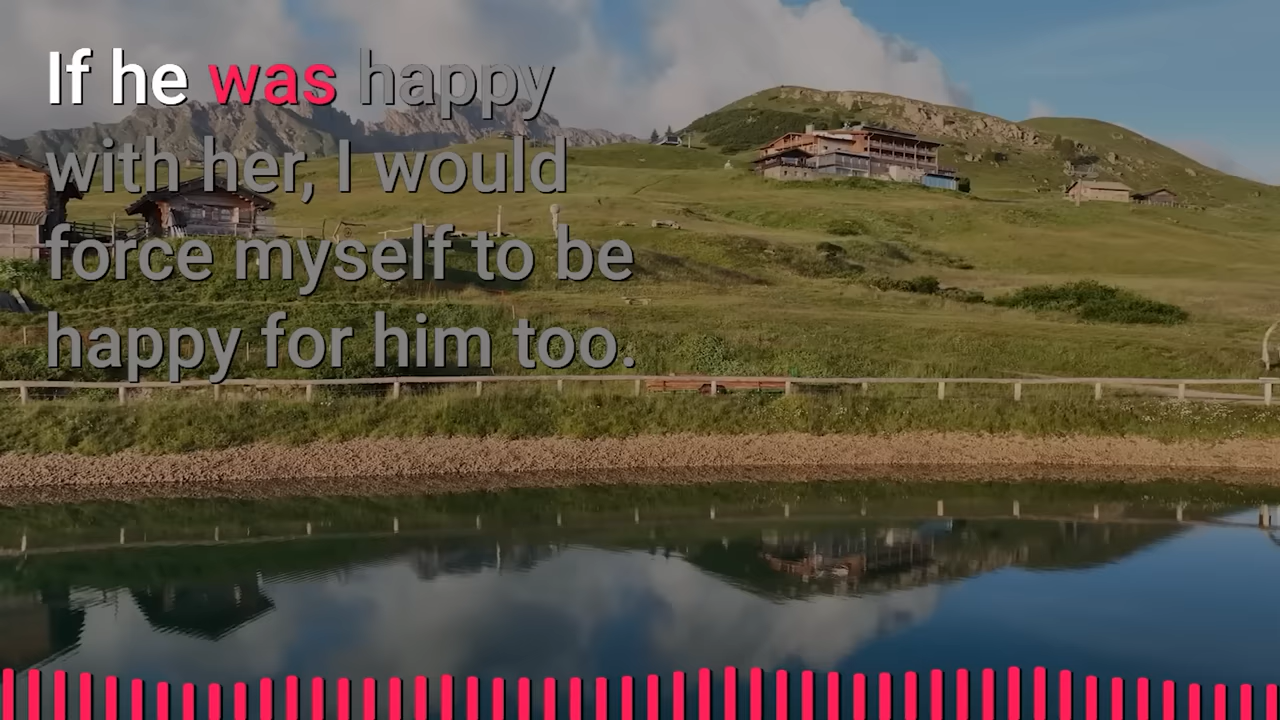 If he was happy
with her, I would
force myself to be
happy for him too.